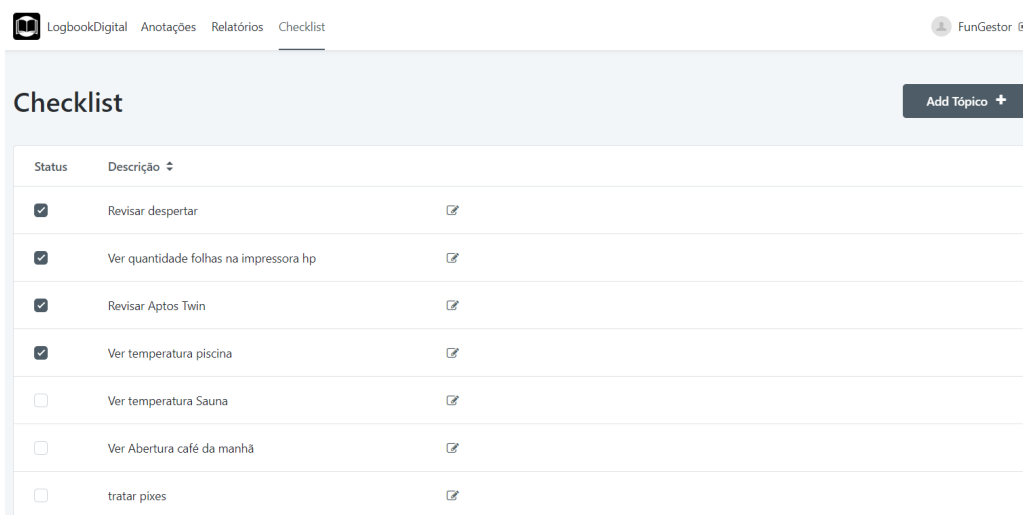 LogbookDigital Anotações Relatórios Checklist FunGestor
Checklist
Add Tópico +
Status Descrição
Revisar despertar
Ver quantidade folhas na impressora hp
Revisar Aptos Twin
Ver temperatura piscina
Ver temperatura Sauna
Ver Abertura café da manhã
tratar pixes